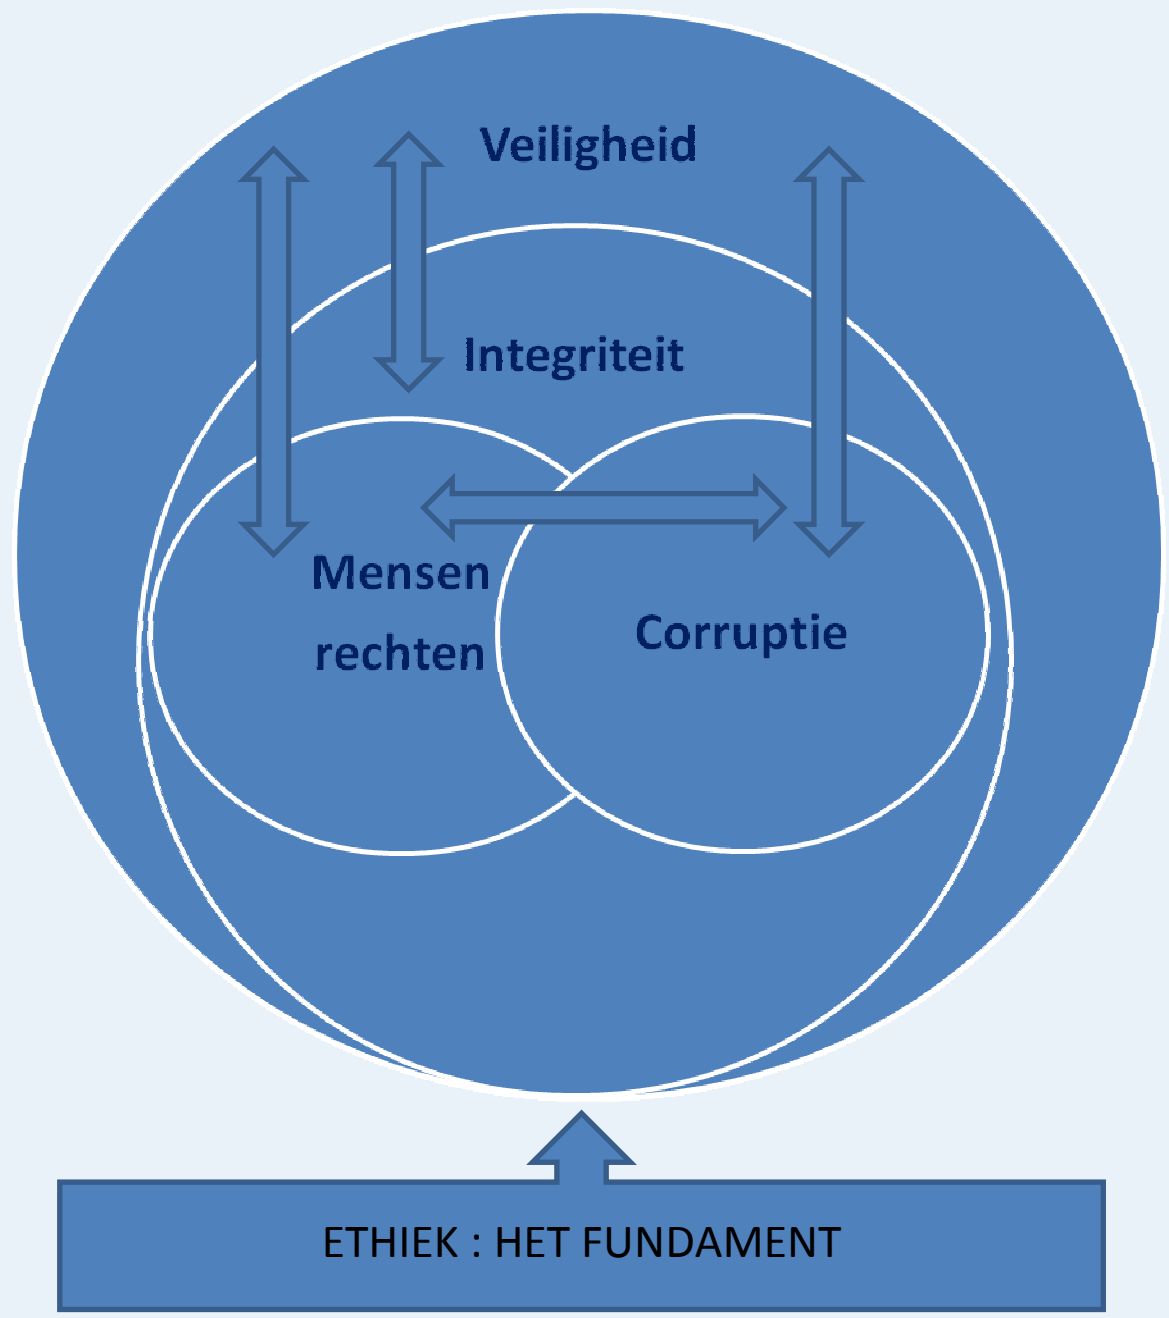 Veiligheid
Integriteit
Mensen
rechten
Corruptie
ETHIEK : HET FUNDAMENT